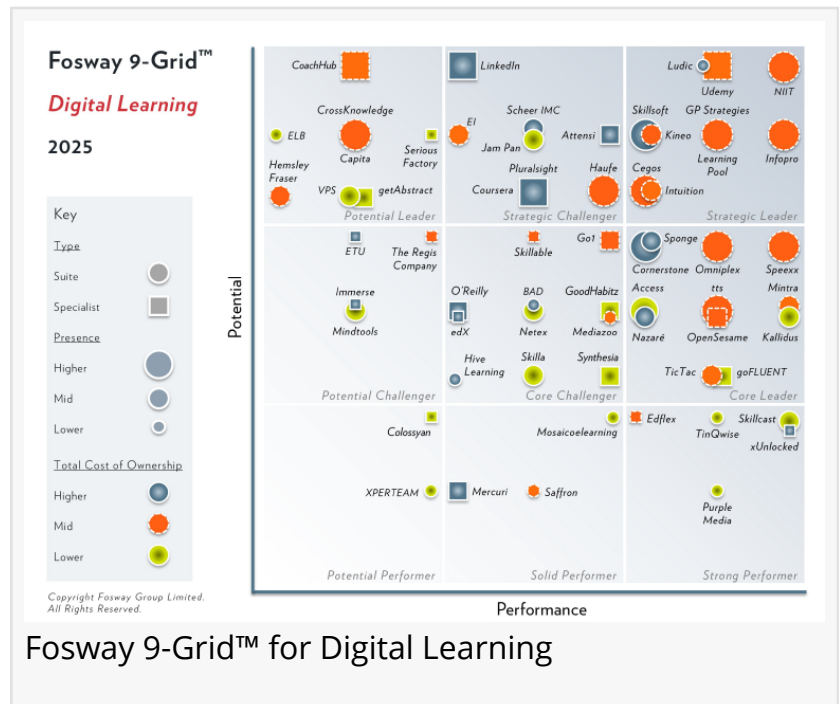 Fosway 9-Grid™
Digital Learning
2025
Key
Type
Suite
Specialist
Presence
Higher
Mid
Lower
Total Cost of Ownership
Higher
Mid
Lower
Copyright Fosway Group Limited.
All Rights Reserved.
Potential
CoachHub
CrossKnowledge
ELB
Capita
Serious
Factory
Hemsley
Fraser
VPS
getAbstract
Potential Leader
LinkedIn
EI
Scheer IMC
Jam Pan
Attensi
Pluralsight
Coursera
Haufe
Strategic Challenger
Ludic
Udemy
NIIT
Skillsoft
GP Strategies
Kineo
Learning
Pool
Infopro
Cegos
Intuition
Strategic Leader
ETU
The Regis
Company
Immerse
Mindtools
Potential Challenger
Skillable
Go1
O'Reilly
BAD
GoodHabitz
edX
Netex
Mediazoo
Hive
Learning
Skilla
Synthesia
Core Challenger
Sponge
Cornerstone
Omniplex
Speexx
Access
tts
Mintra
Nazaré
OpenSesame
Kallidus
TicTac
goFLUENT
Core Leader
Colossyan
XPERTEAM
Potential Performer
Mosaicoelearning
Mercuri
Saffron
Solid Performer
Edflex
TinQwise
Skillcast
xUnlocked
Purple
Media
Strong Performer
Performance
Fosway 9-Grid™ for Digital Learning